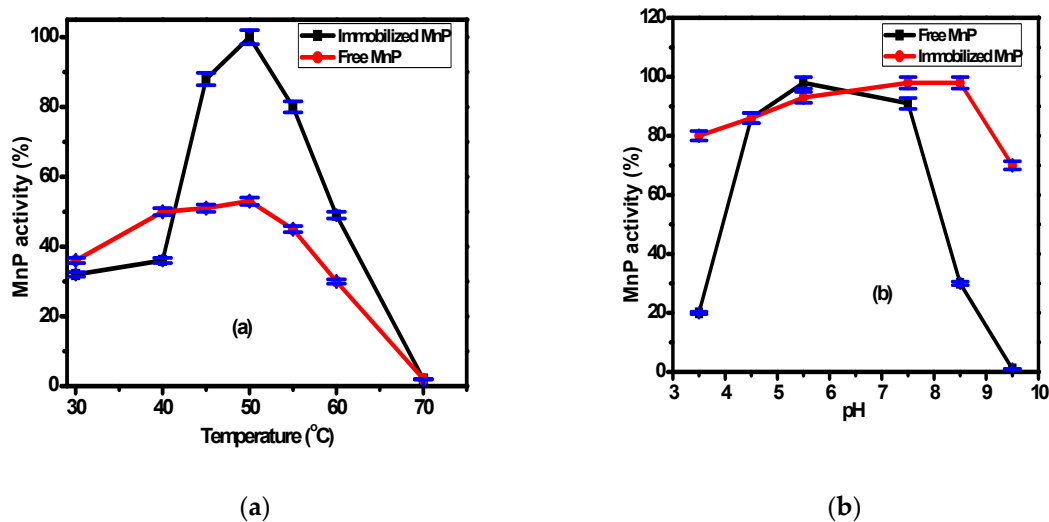 Immobilized MnP
Free MnP
MnP activity (%)
100
80
60
40
20
0
(a)
30 40 50 60 70
Temperature (°C)
(a)
Free MnP
Immobilized MnP
MnP activity (%)
120
100
80
60
40
20
0
(b)
3 4 5 6 7 8 9 10
pH
(b)